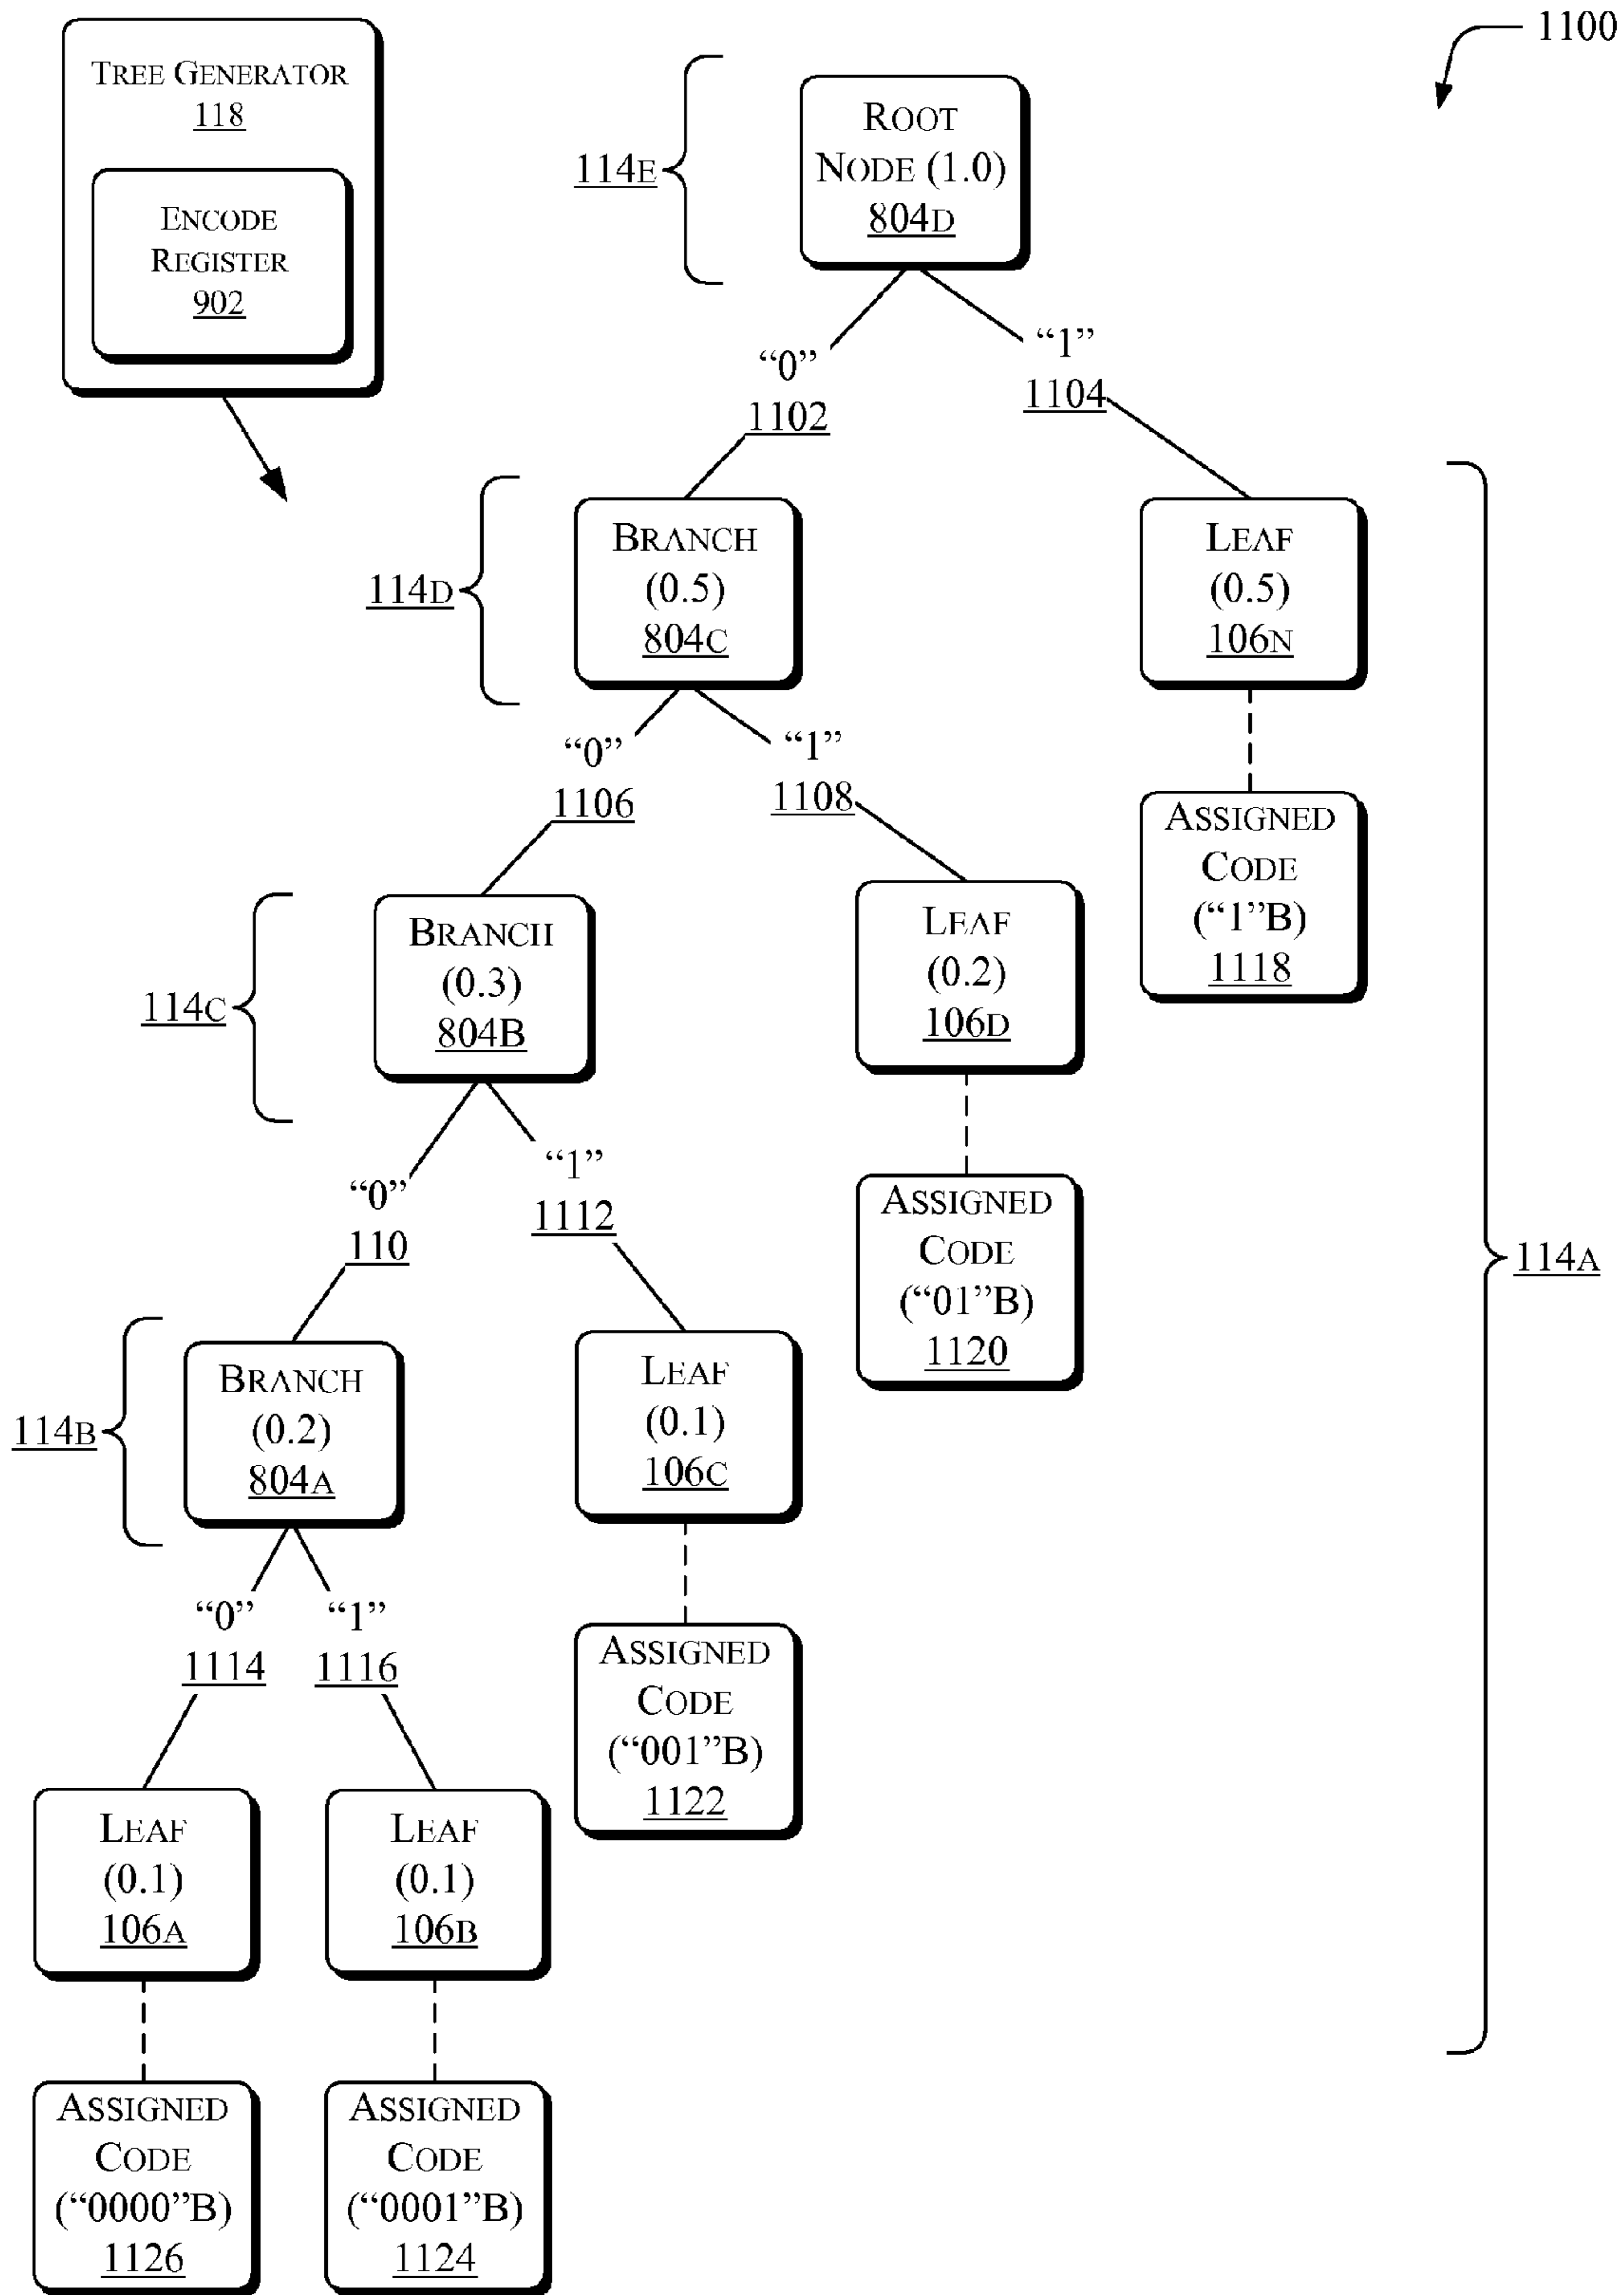 1100
TREE GENERATOR
118
ENCODE
REGISTER
902
114E
ROOT
NODE (1.0)
804D
“0”
1102
“1”
1104
114D
BRANCH
(0.5)
804C
LEAF
(0.5)
106N
“0”
1106
“1”
1108
ASSIGNED
CODE
(“1”B)
1118
114C
BRANCH
(0.3)
804B
LEAF
(0.2)
106D
“0”
110
“1”
1112
ASSIGNED
CODE
(“01”B)
1120
114A
114B
BRANCH
(0.2)
804A
LEAF
(0.1)
106C
“0”
1114
“1”
1116
ASSIGNED
CODE
(“001”B)
1122
LEAF
(0.1)
106A
LEAF
(0.1)
106B
ASSIGNED
CODE
(“0000”B)
1126
ASSIGNED
CODE
(“0001”B)
1124